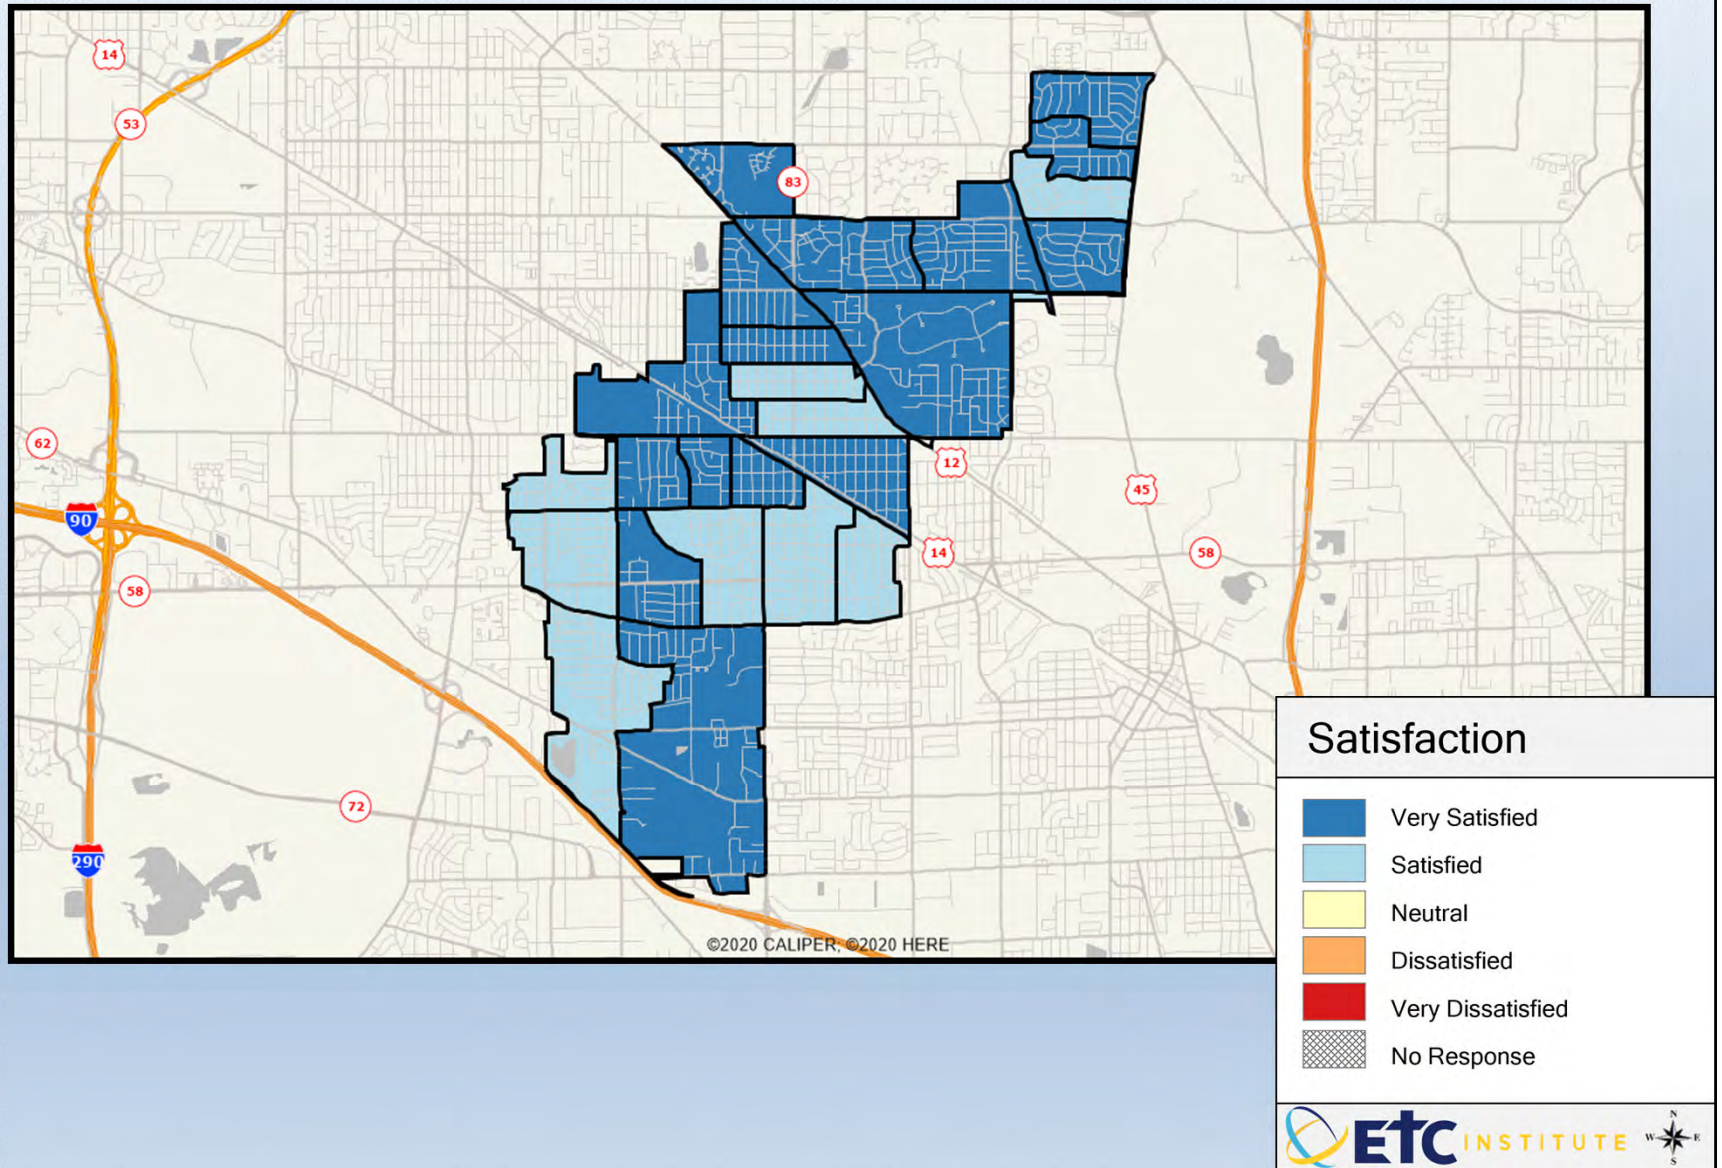 14
53
83
62
12
45
90
14
58
58
72
290
©2020 CALIPER; ©2020 HERE
Satisfaction
Very Satisfied
Satisfied
Neutral
Dissatisfied
Very Dissatisfied
No Response
ETC INSTITUTE
N
W E
S